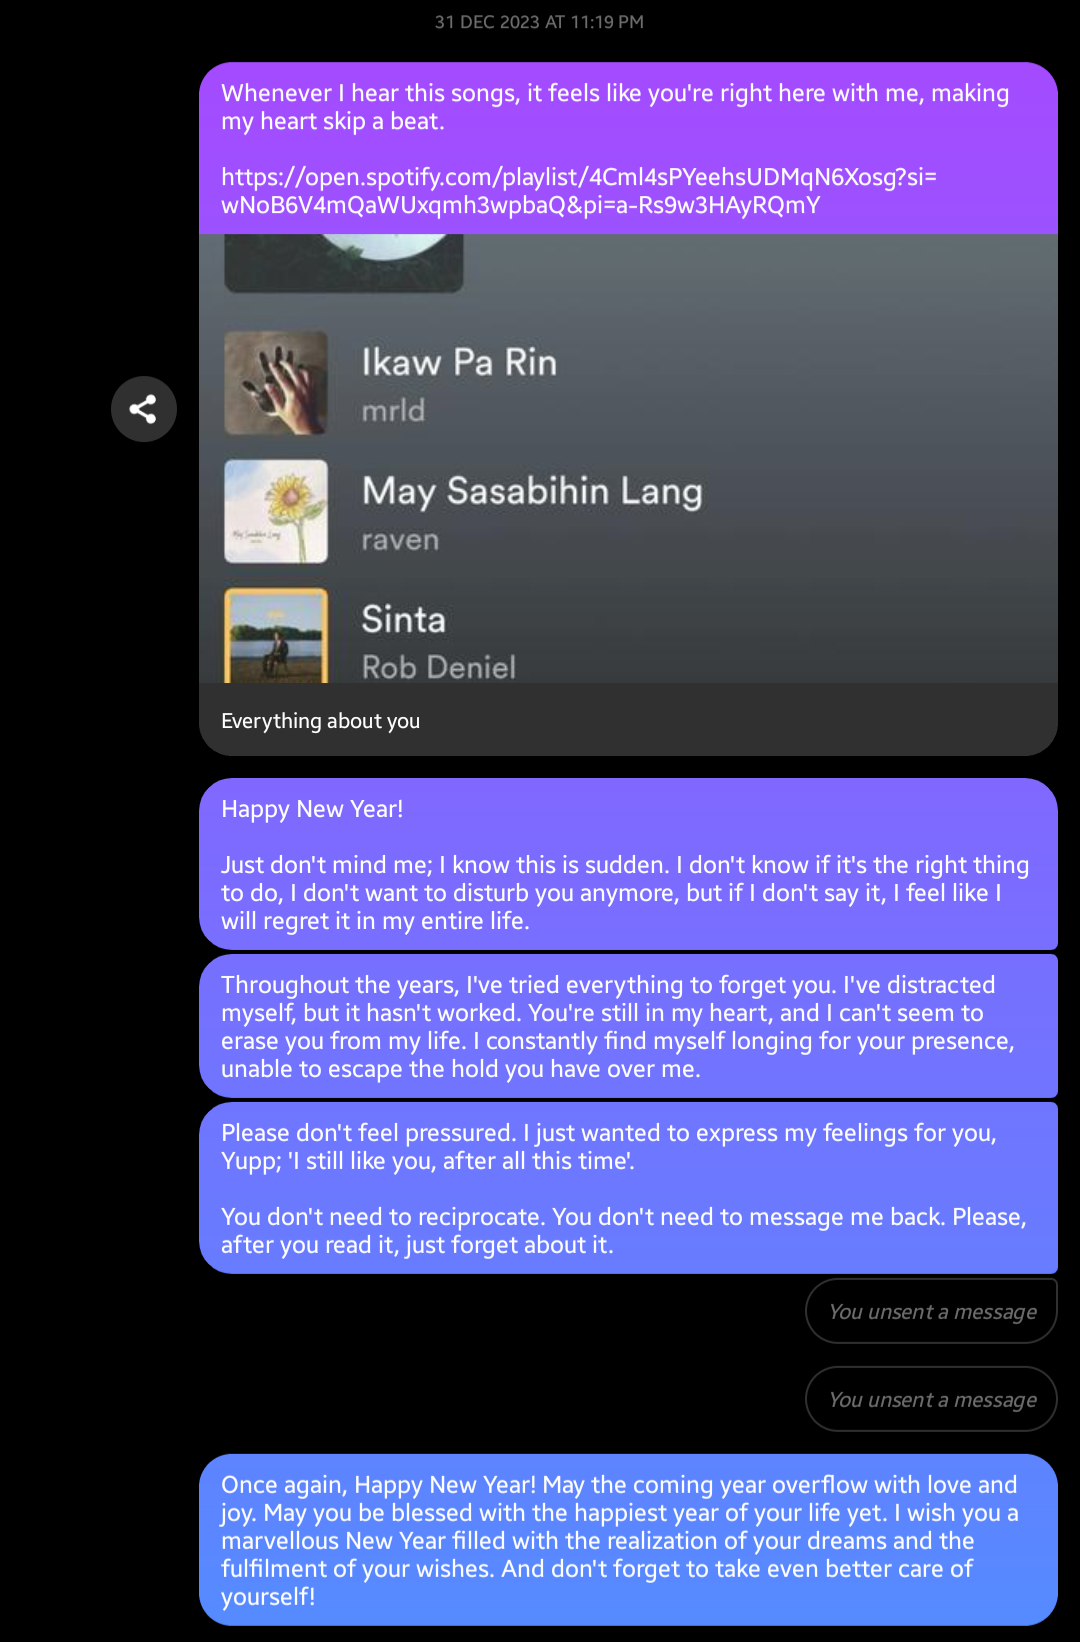 31 DEC 2023 AT 11:19 PM
Whenever I hear this songs, it feels like you're right here with me, making
my heart skip a beat.
https://open.spotify.com/playlist/4Cml4sPYeehsUDMqN6Xosg?si=
wNoB6V4mQaWUxqmh3wpbaQ&pi=a-Rs9w3HAyRQmY
Ikaw Pa Rin
mrld
May Sasabihin Lang
raven
May Sasabihin Lang
Sinta
Rob Deniel
Everything about you
Happy New Year!
Just don't mind me; I know this is sudden. I don't know if it's the right thing
to do, I don't want to disturb you anymore, but if I don't say it, I feel like I
will regret it in my entire life.
Throughout the years, I've tried everything to forget you. I've distracted
myself, but it hasn't worked. You're still in my heart, and I can't seem to
erase you from my life. I constantly find myself longing for your presence,
unable to escape the hold you have over me.
Please don't feel pressured. I just wanted to express my feelings for you,
Yupp; 'I still like you, after all this time'.
You don't need to reciprocate. You don't need to message me back. Please,
after you read it, just forget about it.
You unsent a message
You unsent a message
Once again, Happy New Year! May the coming year overflow with love and
joy. May you be blessed with the happiest year of your life yet. I wish you a
marvellous New Year filled with the realization of your dreams and the
fulfilment of your wishes. And don't forget to take even better care of
yourself!